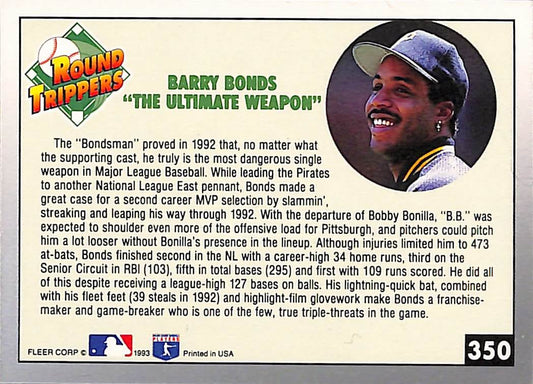 ROUND
TRIPPERS
BARRY BONDS
"THE ULTIMATE WEAPON"
The "Bondsman" proved in 1992 that, no matter what
the supporting cast, he truly is the most dangerous single
weapon in Major League Baseball. While leading the Pirates
to another National League East pennant, Bonds made a
great case for a second career MVP selection by slammin',
streaking and leaping his way through 1992. With the departure of Bobby Bonilla, "B.B." was
expected to shoulder even more of the offensive load for Pittsburgh, and pitchers could pitch
him a lot looser without Bonilla's presence in the lineup. Although injuries limited him to 473
at-bats, Bonds finished second in the NL with a career-high 34 home runs, third on the
Senior Circuit in RBI (103), fifth in total bases (295) and first with 109 runs scored. He did all
of this despite receiving a league-high 127 bases on balls. His lightning-quick bat, combined
with his fleet feet (39 steals in 1992) and highlight-film glovework make Bonds a franchise-
maker and game-breaker who is one of the few, true triple-threats in the game.
FLEER CORP © 1993 Printed in USA
350